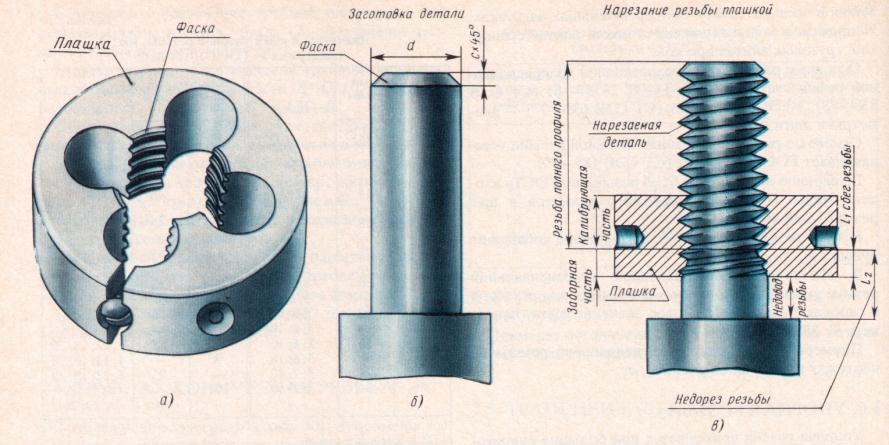 Плашка
Фаска
а)
Заготовка детали
Фаска
d
c×45°
б)
Нарезание резьбы плашкой
Резьба полного профиля
Калибрующая
часть
Заборная
часть
Нарезаемая
деталь
Плашка
l₁ сбег резьбы
l₂
Недовод
резьбы
Недорез резьбы
в)